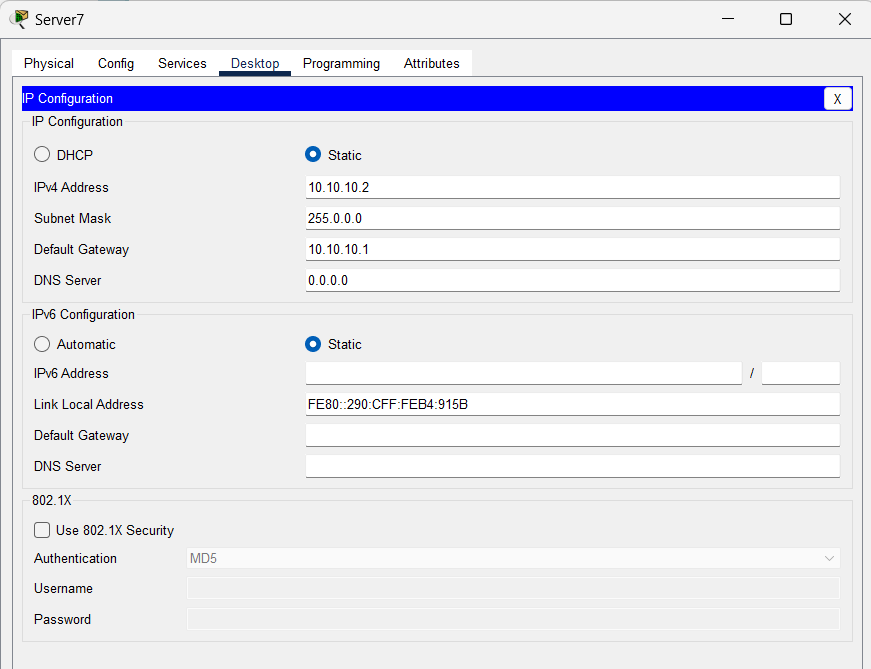 Server7
Physical Config Services Desktop Programming Attributes
IP Configuration X
IP Configuration
DHCP Static
IPv4 Address 10.10.10.2
Subnet Mask 255.0.0.0
Default Gateway 10.10.10.1
DNS Server 0.0.0.0
IPv6 Configuration
Automatic Static
IPv6 Address /
Link Local Address FE80::290:CFF:FEB4:915B
Default Gateway
DNS Server
802.1X
Use 802.1X Security
Authentication MD5
Username
Password